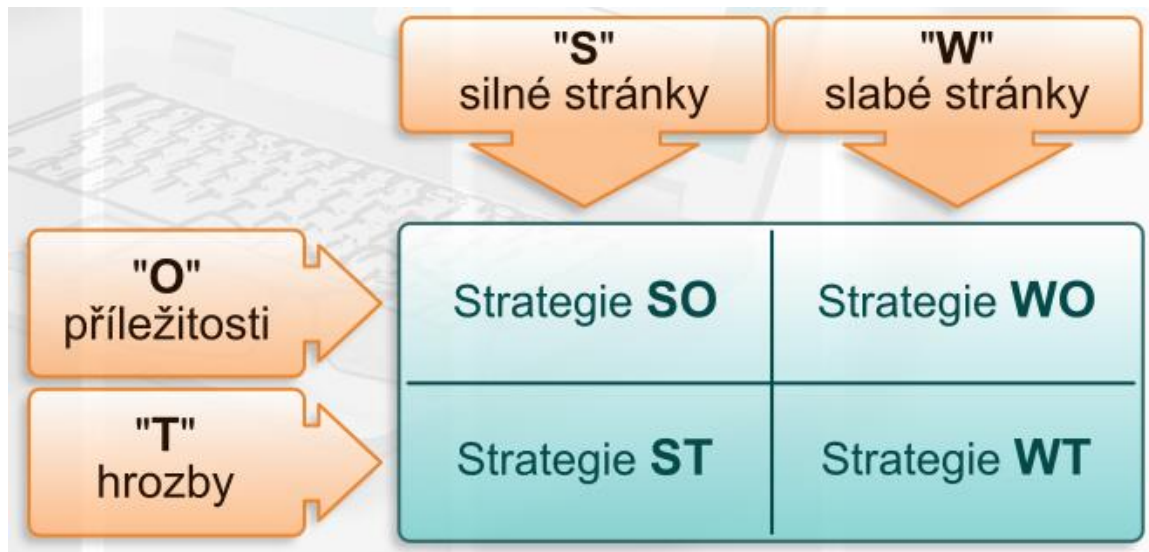 "S"
silné stránky
"W"
slabé stránky
"O"
příležitosti
Strategie SO
Strategie WO
"T"
hrozby
Strategie ST
Strategie WT